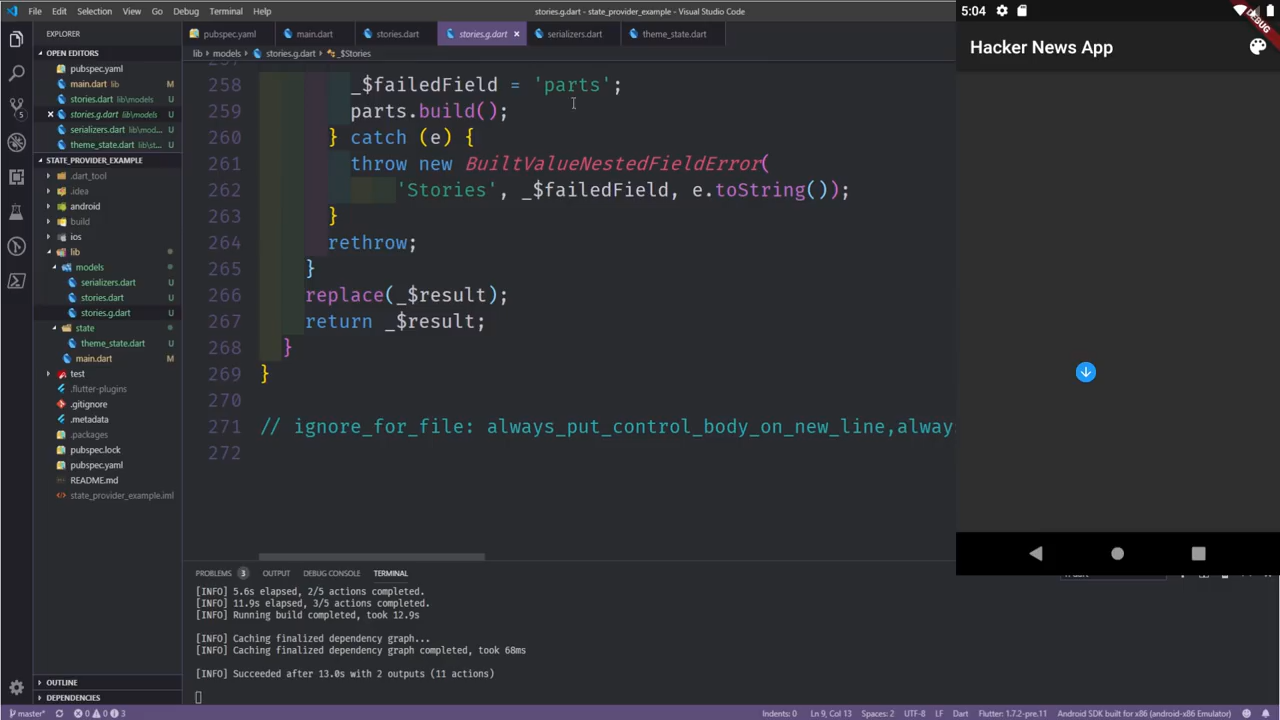 File Edit Selection View Go Debug Terminal Help
stories.g.dart - state_provider_example - Visual Studio Code
EXPLORER
OPEN EDITORS
pubspec.yaml
main.dart lib M
stories.dart lib\models U
stories.g.dart lib\models U
serializers.dart lib\models U
theme_state.dart lib\st... U
STATE_PROVIDER_EXAMPLE
.dart_tool
.idea
android
build
ios
lib
models
serializers.dart U
stories.dart U
stories.g.dart U
state
theme_state.dart U
main.dart M
test
.flutter-plugins
.gitignore
.metadata
.packages
pubspec.lock
pubspec.yaml
README.md
state_provider_example.iml
OUTLINE
DEPENDENCIES
5
pubspec.yaml main.dart stories.dart stories.g.dart × serializers.dart theme_state.dart
lib > models > stories.g.dart > _$Stories
258 _$failedField = 'parts';
259 parts.build();
260 } catch (e) {
261 throw new BuiltValueNestedFieldError(
262 'Stories', _$failedField, e.toString());
263 }
264 rethrow;
265 }
266 replace(_$result);
267 return _$result;
268 }
269 }
270
271 // ignore_for_file: always_put_control_body_on_new_line,always
272
PROBLEMS 3 OUTPUT DEBUG CONSOLE TERMINAL
[INFO] 5.6s elapsed, 2/5 actions completed.
[INFO] 11.9s elapsed, 3/5 actions completed.
[INFO] Running build completed, took 12.9s
[INFO] Caching finalized dependency graph...
[INFO] Caching finalized dependency graph completed, took 68ms
[INFO] Succeeded after 13.0s with 2 outputs (11 actions)
5:04
DEBUG
Hacker News App
master* 0 0 3 Indents: 0 Ln 9, Col 13 Spaces: 2 UTF-8 LF Dart Flutter: 1.7.2-pre.11 Android SDK built for x86 (android-x86 Emulator)